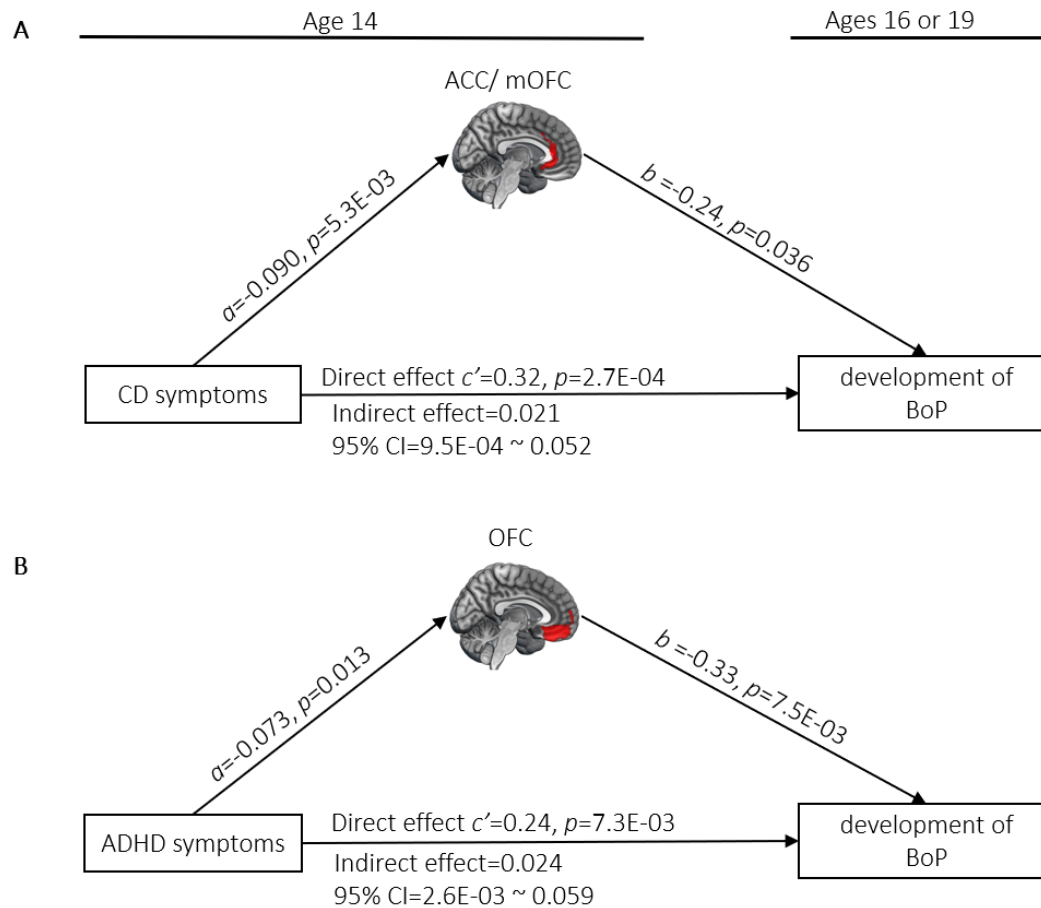 A
Age 14
Ages 16 or 19
ACC/ mOFC
a=-0.090, p=5.3E-03
b =-0.24, p=0.036
CD symptoms
Direct effect c’=0.32, p=2.7E-04
Indirect effect=0.021
95% CI=9.5E-04 ~ 0.052
development of
BoP
B
OFC
a=-0.073, p=0.013
b =-0.33, p=7.5E-03
ADHD symptoms
Direct effect c’=0.24, p=7.3E-03
Indirect effect=0.024
95% CI=2.6E-03 ~ 0.059
development of
BoP